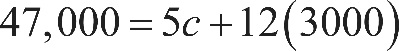 47,000 = 5c + 12(3000)